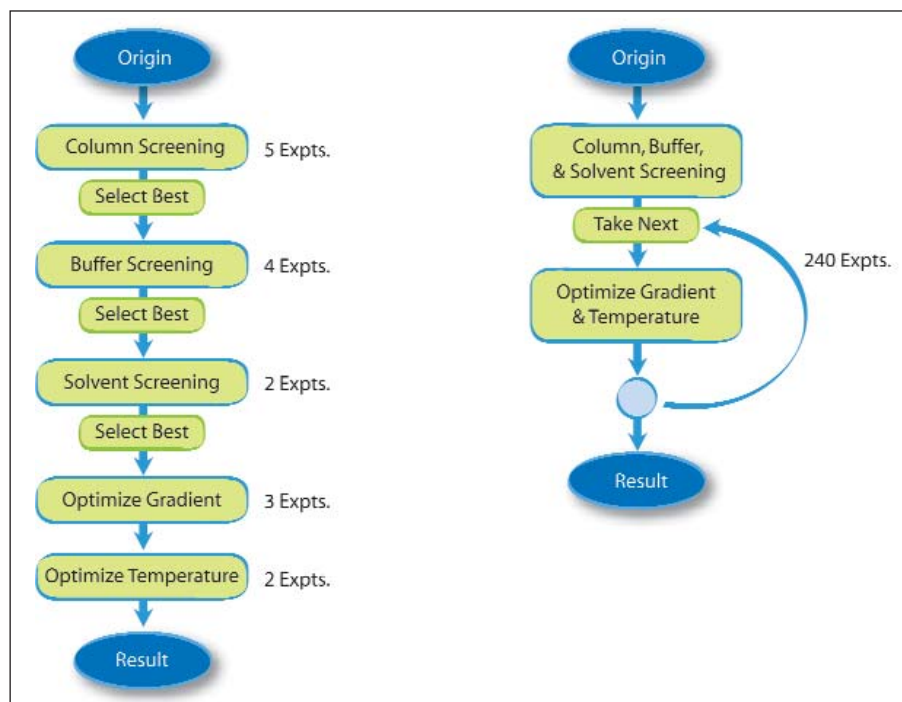 Origin
Column Screening
5 Expts.
Select Best
Buffer Screening
4 Expts.
Select Best
Solvent Screening
2 Expts.
Select Best
Optimize Gradient
3 Expts.
Optimize Temperature
2 Expts.
Result
Origin
Column, Buffer,
& Solvent Screening
Take Next
240 Expts.
Optimize Gradient
& Temperature
Result